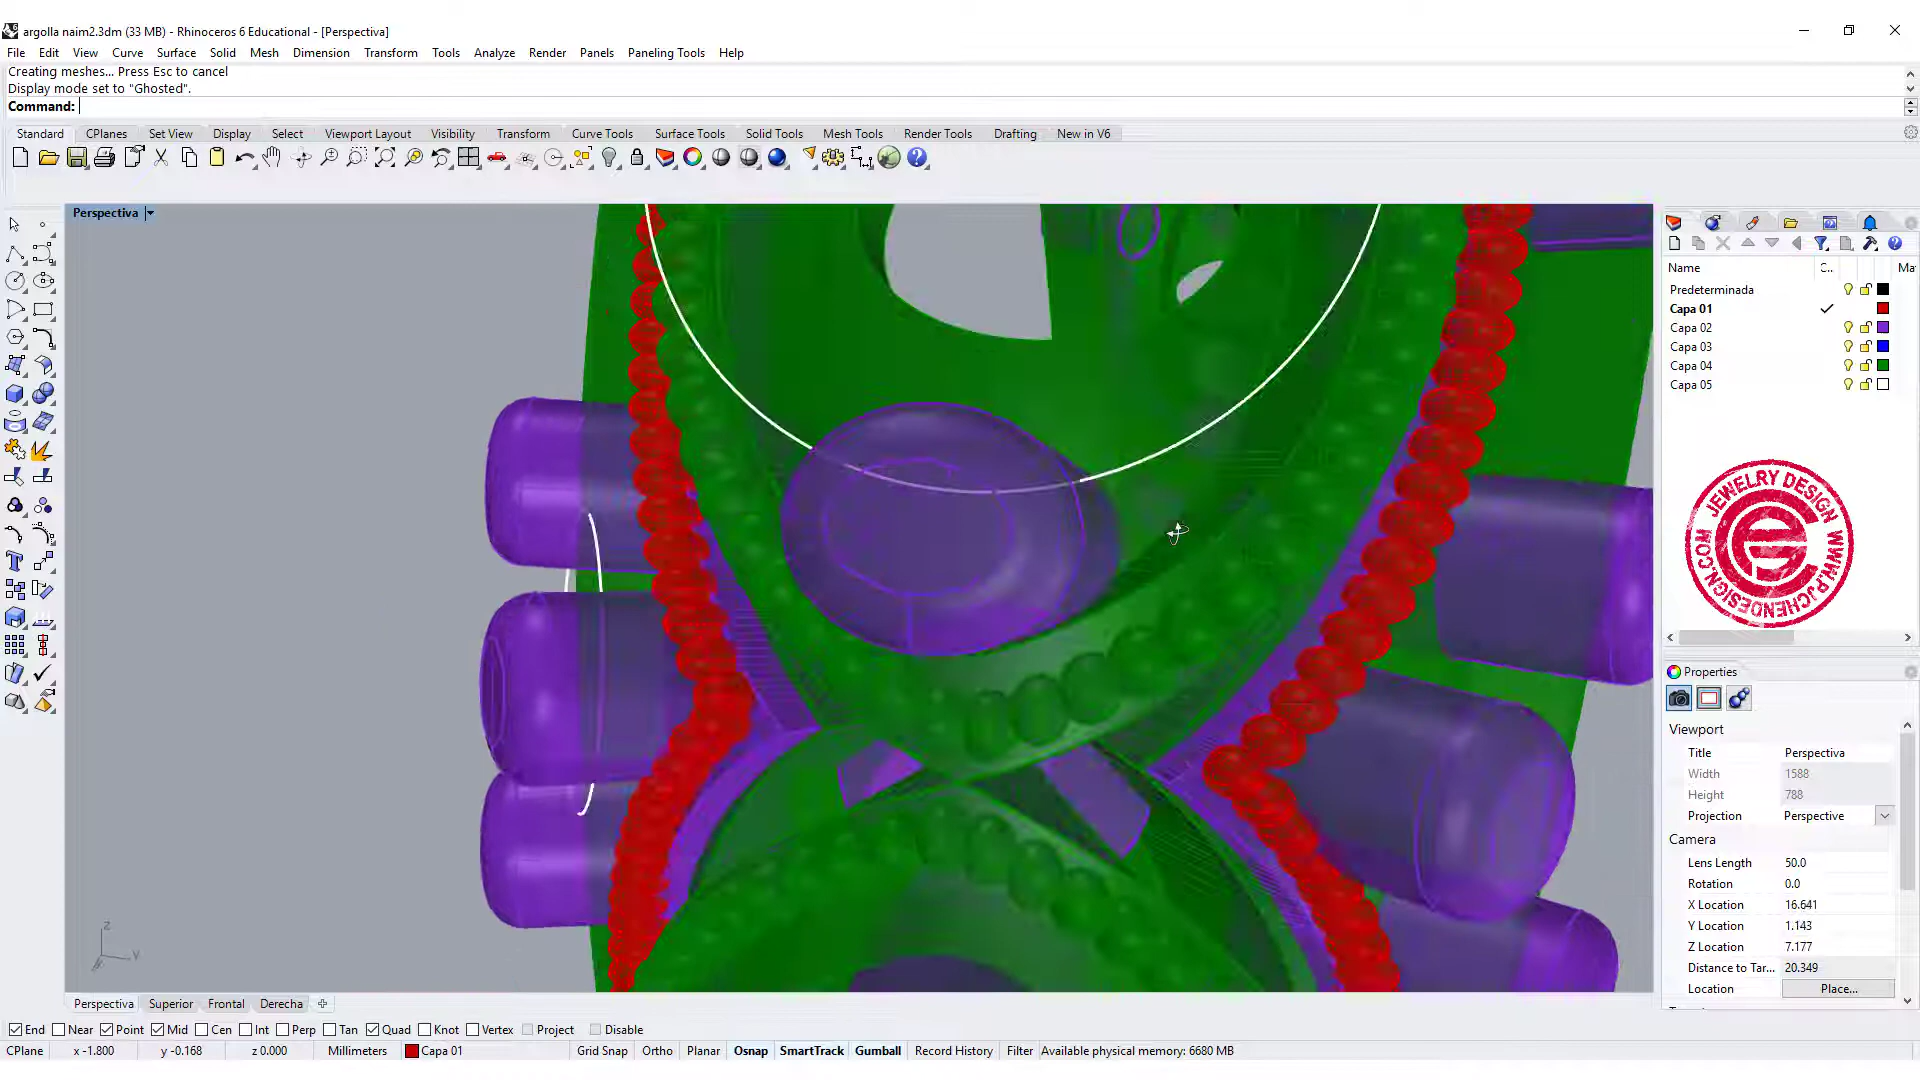 argolla naim2.3dm (33 MB) - Rhinoceros 6 Educational - [Perspectiva]
File Edit View Curve Surface Solid Mesh Dimension Transform Tools Analyze Render Panels Paneling Tools Help
Creating meshes... Press Esc to cancel
Display mode set to "Ghosted".
Command:
Standard CPlanes Set View Display Select Viewport Layout Visibility Transform Curve Tools Surface Tools Solid Tools Mesh Tools Render Tools Drafting New in V6
Perspectiva
Name C.. Ma
Predeterminada
Capa 01
Capa 02
Capa 03
Capa 04
Capa 05
JEWELRY DESIGN
WWW.PJCHENDESIGN.COM
Properties
Viewport
Title Perspectiva
Width 1588
Height 788
Projection Perspective
Camera
Lens Length 50.0
Rotation 0.0
X Location 16.641
Y Location 1.143
Z Location 7.177
Distance to Tar... 20.349
Location Place...
z
y
Perspectiva Superior Frontal Derecha
End Near Point Mid Cen Int Perp Tan Quad Knot Vertex Project Disable
CPlane x -1.800 y -0.168 z 0.000 Millimeters Capa 01 Grid Snap Ortho Planar Osnap SmartTrack Gumball Record History Filter Available physical memory: 6680 MB